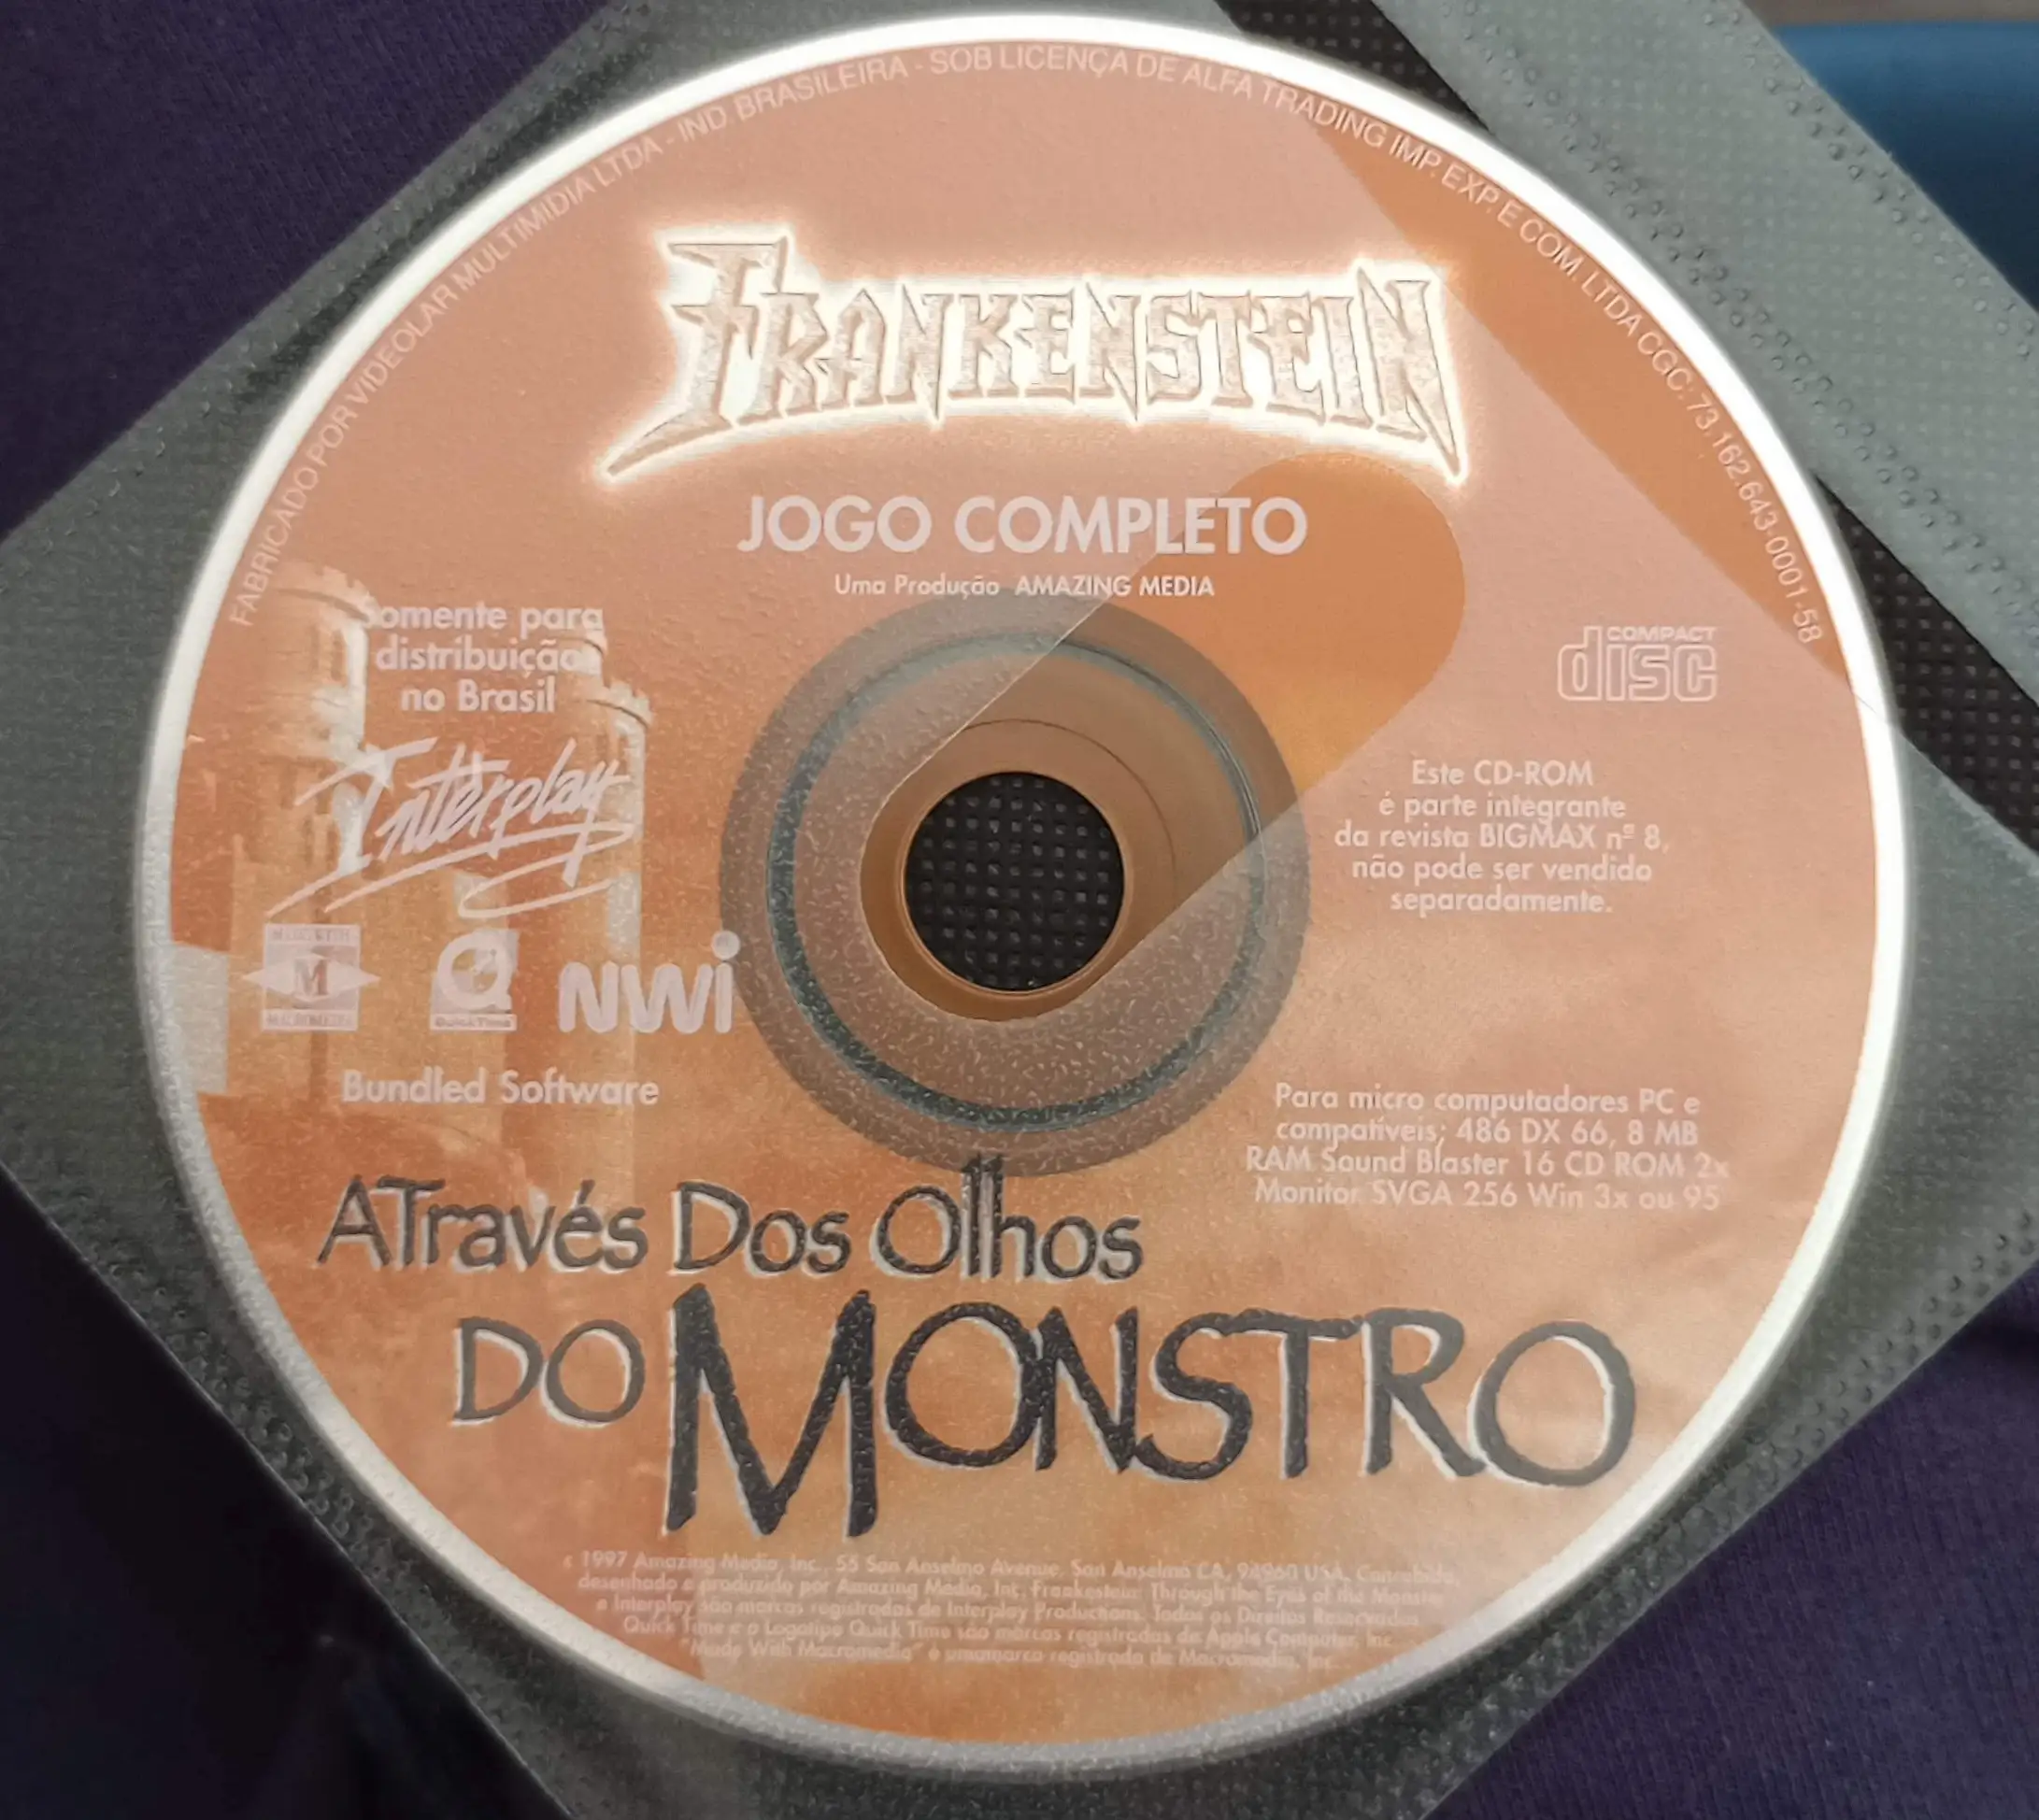 FABRICADO POR VIDEOLAR MULTIMIDIA LTDA - IND. BRASILEIRA - SOB LICENÇA DE ALFA TRADING IMP. EXP. E COM. LTDA CGC: 73.162.643-0001-58
FRANKENSTEIN
JOGO COMPLETO
Uma Produção AMAZING MEDIA
Somente para
distribuição
no Brasil
Interplay
MADE WITH
M
MACROMEDIA
QUICKTIME
NWi
Bundled Software
COMPACT
disc
Este CD-ROM
é parte integrante
da revista BIGMAX nº 8,
não pode ser vendido
separadamente.
Para micro computadores PC e
compatíveis; 486 DX 66, 8 MB
RAM Sound Blaster 16 CD ROM 2x
Monitor SVGA 256 Win 3x ou 95
ATravés Dos Olhos
DO MONSTRO
1997 Amazing Media, Inc. 55 San Anselmo Avenue, San Anselmo CA, 94960 USA.
desenhado e produzido por Amazing Media, Inc. Frankestein: Through the Eyes of the Monster
e Interplay são marcas registradas de Interplay Productions. Todos os Direitos Reservados
Quick Time e o Logotipo Quick Time são marcas registradas de Apple Computer, Inc.
"Made With Macromedia" é umamarca registrada de Macromedia, Inc.